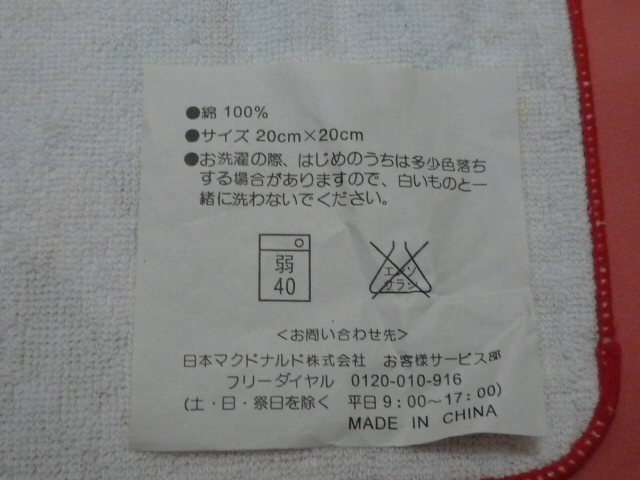 ●綿 100%
●サイズ 20cm×20cm
●お洗濯の際、はじめのうちは多少色落ち
する場合がありますので、白いものと一
緒に洗わないでください。
弱
40
エンソ
サラシ
<お問い合わせ先>
日本マクドナルド株式会社 お客様サービス部
フリーダイヤル 0120-010-916
(土・日・祭日を除く 平日9:00〜17:00)
MADE IN CHINA